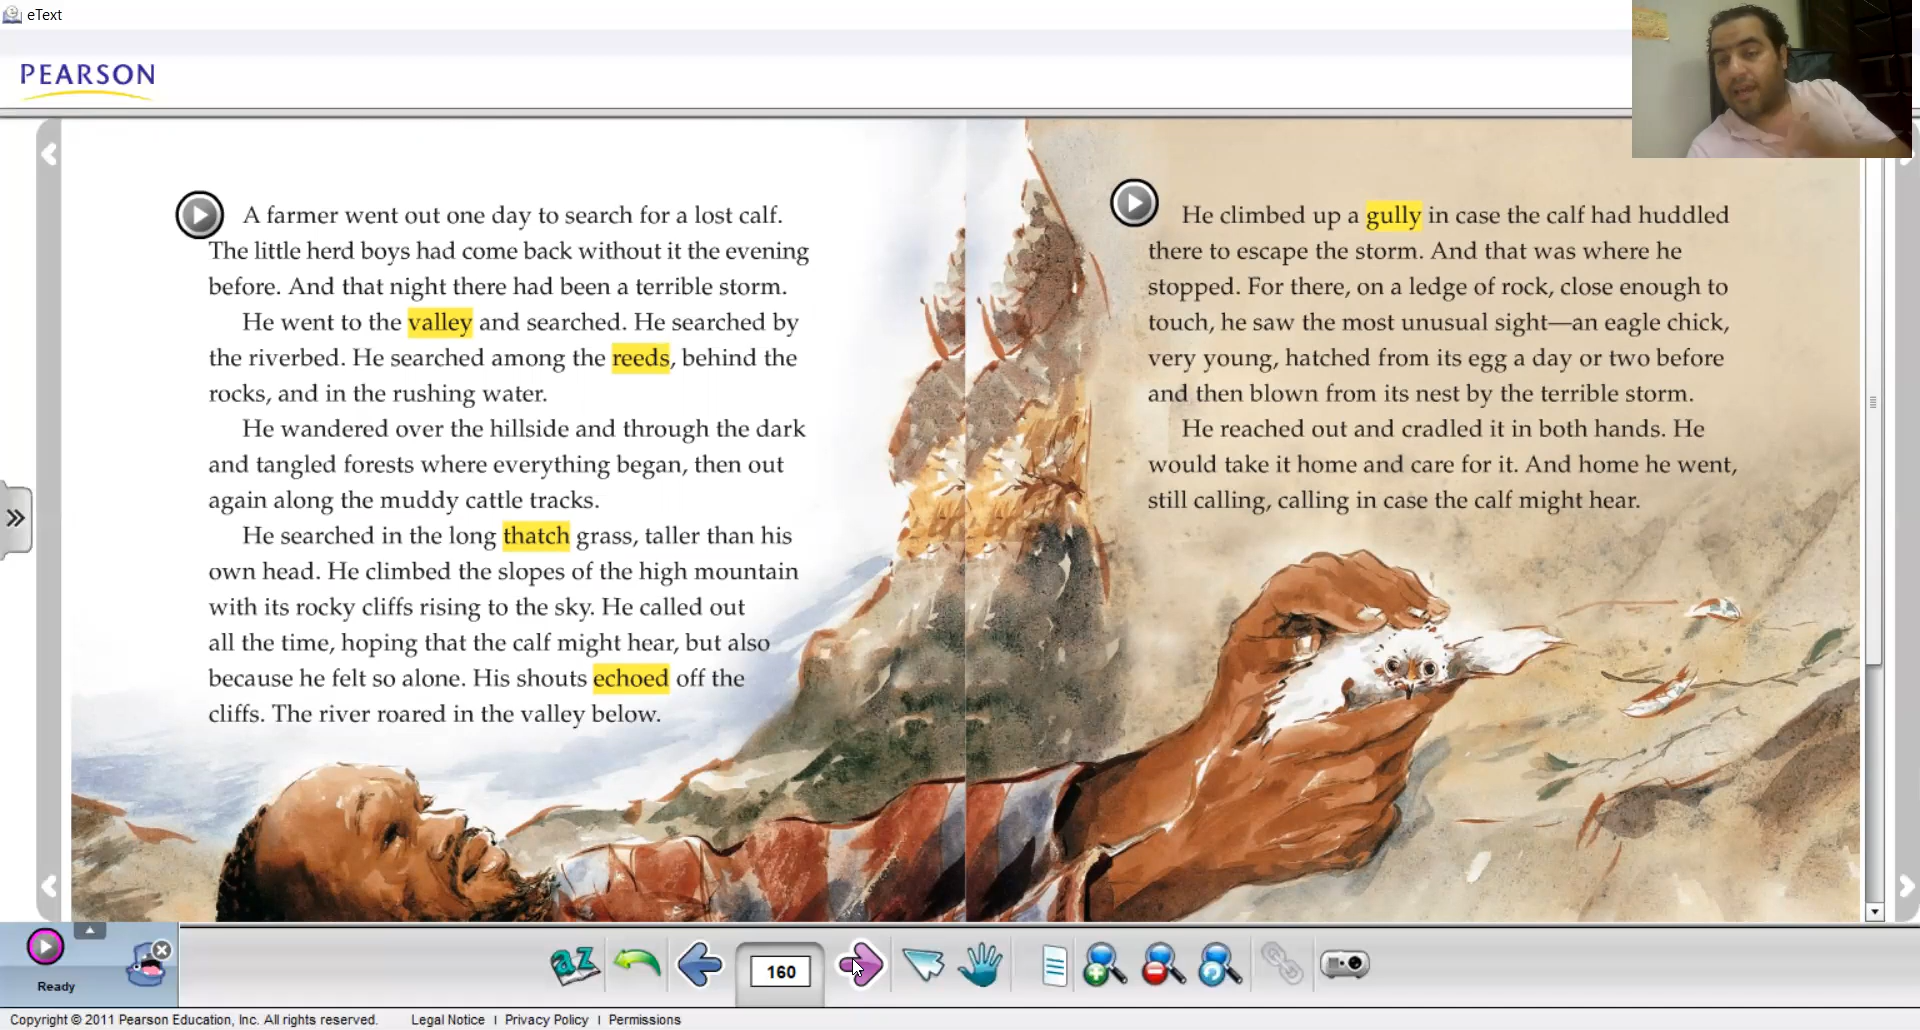 eText
PEARSON
A farmer went out one day to search for a lost calf.
The little herd boys had come back without it the evening
before. And that night there had been a terrible storm.
He went to the valley and searched. He searched by
the riverbed. He searched among the reeds, behind the
rocks, and in the rushing water.
He wandered over the hillside and through the dark
and tangled forests where everything began, then out
again along the muddy cattle tracks.
He searched in the long thatch grass, taller than his
own head. He climbed the slopes of the high mountain
with its rocky cliffs rising to the sky. He called out
all the time, hoping that the calf might hear, but also
because he felt so alone. His shouts echoed off the
cliffs. The river roared in the valley below.
He climbed up a gully in case the calf had huddled
there to escape the storm. And that was where he
stopped. For there, on a ledge of rock, close enough to
touch, he saw the most unusual sight—an eagle chick,
very young, hatched from its egg a day or two before
and then blown from its nest by the terrible storm.
He reached out and cradled it in both hands. He
would take it home and care for it. And home he went,
still calling, calling in case the calf might hear.
Ready
aZ
160
Copyright © 2011 Pearson Education, Inc. All rights reserved. Legal Notice | Privacy Policy | Permissions